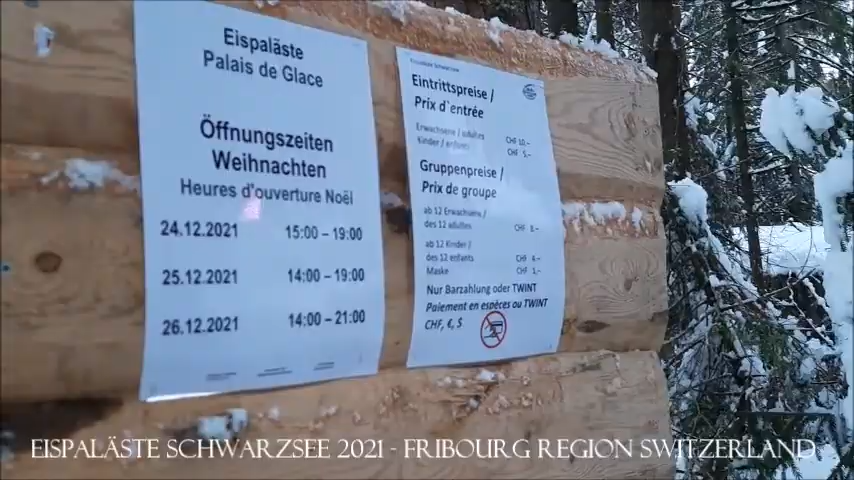 Eispaläste
Palais de Glace
Öffnungszeiten
Weihnachten
Heures d'ouverture Noël
24.12.2021 15:00 – 19:00
25.12.2021 14:00 – 19:00
26.12.2021 14:00 – 21:00
Eintrittspreise /
Prix d`entrée
Erwachsene / adultes CHF 10.-
Kinder / enfants CHF 5.-
Gruppenpreise /
Prix de groupe
ab 12 Erwachsene /
des 12 adultes CHF 8.-
ab 12 Kinder /
des 12 enfants CHF 4.-
Maske CHF 1.-
Nur Barzahlung oder TWINT
Paiement en espèces ou TWINT
CHF, €, $
EISPALÄSTE SCHWARZSEE 2021 - FRIBOURG REGION SWITZERLAND